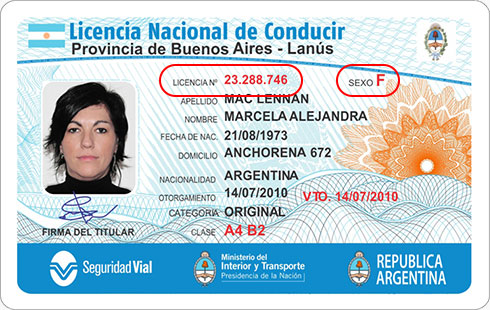 Licencia Nacional de Conducir
Provincia de Buenos Aires - Lanús
LICENCIA Nº 23.288.746
SEXO F
APELLIDO MAC LENNAN
NOMBRE MARCELA ALEJANDRA
FECHA DE NAC. 21/08/1973
DOMICILIO ANCHORENA 672
NACIONALIDAD ARGENTINA
OTORGAMIENTO 14/07/2010 VTO. 14/07/2010
CATEGORÍA ORIGINAL
CLASE A4 B2
FIRMA DEL TITULAR
Seguridad Vial
Ministerio del
Interior y Transporte
Presidencia de la Nación
REPUBLICA
ARGENTINA